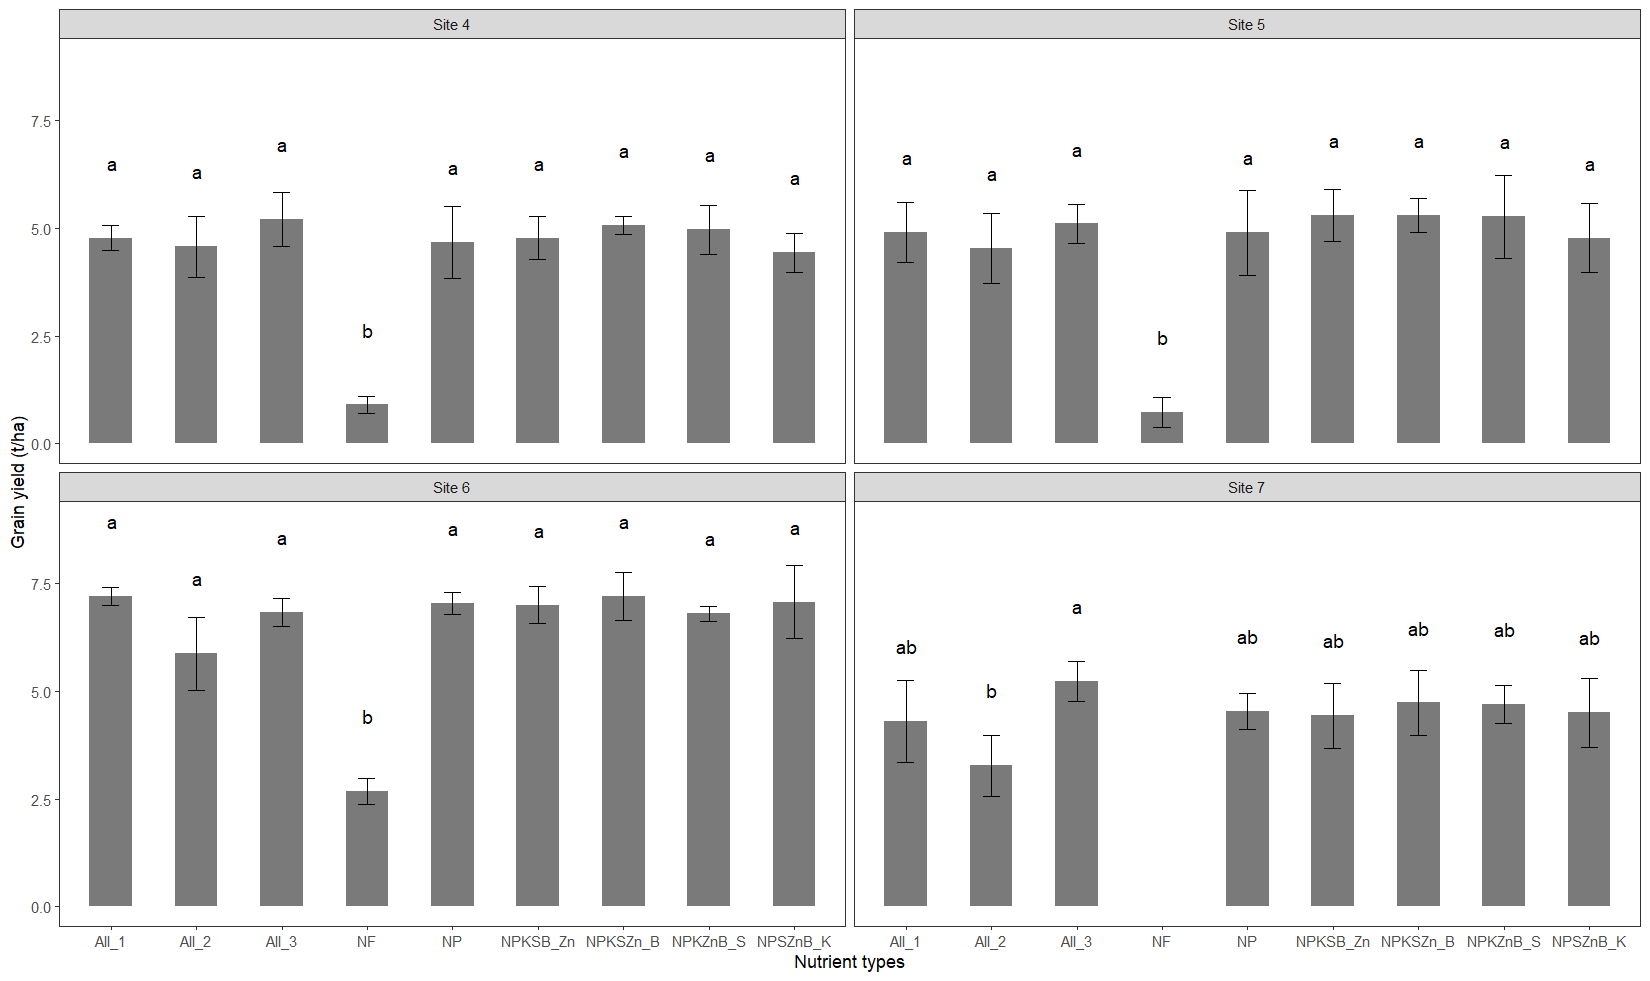 Site 4
Site 5
a a a b a a a a a
a a a b a a a a a
7.5
5.0
2.5
0.0
Grain yield (t/ha)
Site 6
Site 7
a a a b a a a a a
ab b a ab ab ab ab ab
7.5
5.0
2.5
0.0
All_1 All_2 All_3 NF NP NPKSB_Zn NPKSZn_B NPKZnB_S NPSZnB_K
All_1 All_2 All_3 NF NP NPKSB_Zn NPKSZn_B NPKZnB_S NPSZnB_K
Nutrient types